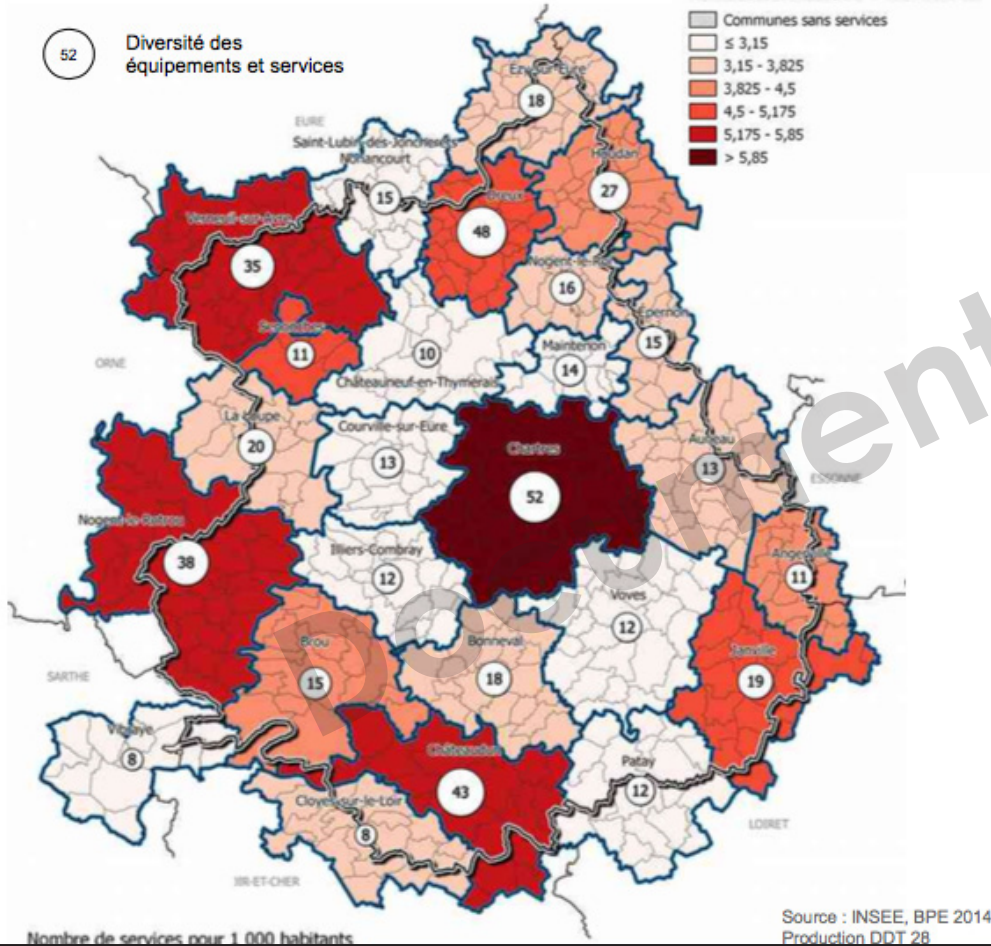 52
Diversité des
équipements et services
Communes sans services
≤ 3,15
3,15 - 3,825
3,825 - 4,5
4,5 - 5,175
5,175 - 5,85
> 5,85
Ezy-sur-Eure
18
EURE
Saint-Lubin-des-Joncherets
Nonancourt
15
Houdan
27
Dreux
48
Verneuil-sur-Avre
35
Nogent-le-Roi
16
Epernon
15
Senonches
11
10
Châteauneuf-en-Thymerais
Maintenon
14
ORNE
La Loupe
20
Courville-sur-Eure
13
Chartres
52
Auneau
13
ESSONNE
Nogent-le-Rotrou
38
Illiers-Combray
12
Voves
12
Angerville
11
Brou
15
Bonneval
18
Janville
19
SARTHE
Vibraye
8
Châteaudun
43
Patay
12
Cloyes-sur-le-Loir
8
LOIRET
Document
Source : INSEE, BPE 2014
Production DDT 28
Nombre de services pour 1 000 habitants